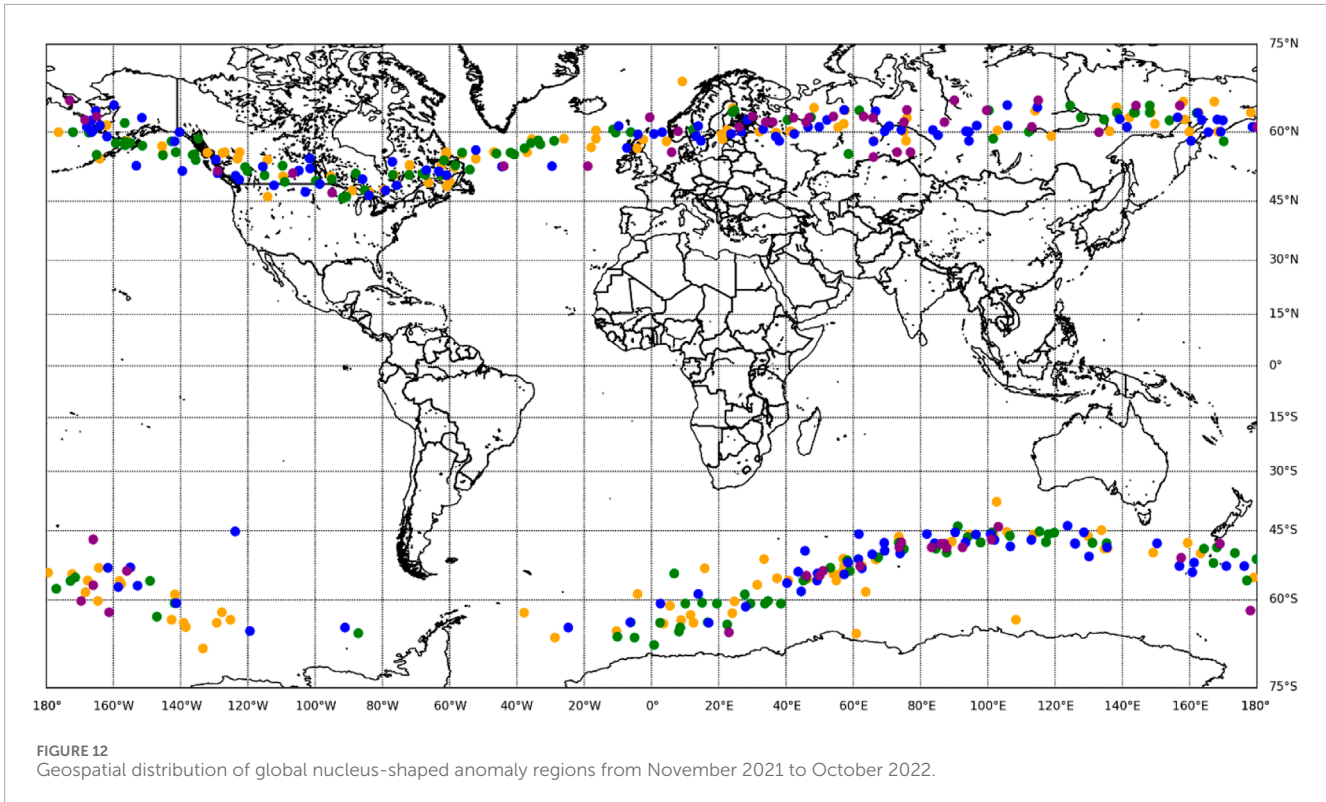 75°N
60°N
45°N
30°N
15°N
0°
15°S
30°S
45°S
60°S
75°S
180° 160°W 140°W 120°W 100°W 80°W 60°W 40°W 20°W 0° 20°E 40°E 60°E 80°E 100°E 120°E 140°E 160°E 180°
FIGURE 12
Geospatial distribution of global nucleus-shaped anomaly regions from November 2021 to October 2022.